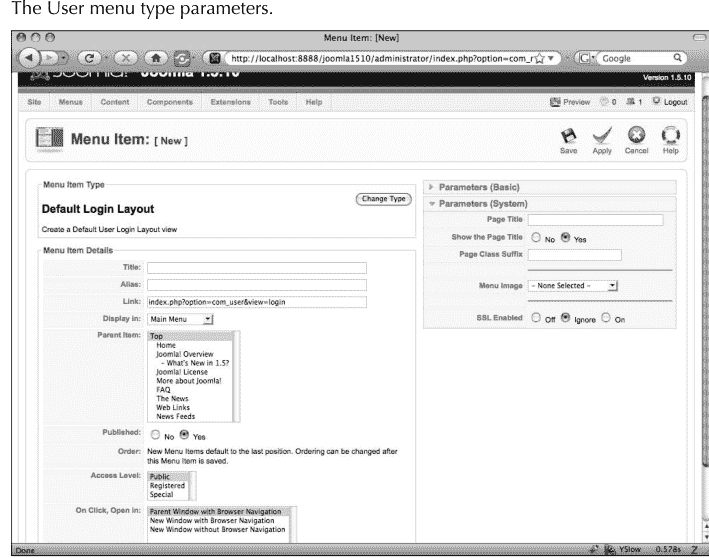 The User menu type parameters.
Menu Item: [New]
http://localhost:8888/joomla1510/administrator/index.php?option=com_r
Google
Joomla! Joomla 1.5.10
Version 1.5.10
Site Menus Content Components Extensions Tools Help
Preview 0 1 Logout
Menu Item: [ New ]
Save Apply Cancel Help
Menu Item Type
Change Type
Default Login Layout
Create a Default User Login Layout view
Menu Item Details
Title:
Alias:
Link: index.php?option=com_user&view=login
Display in: Main Menu
Parent Item: Top
Home
Joomla! Overview
- What's New in 1.5?
Joomla! License
More about Joomla!
FAQ
The News
Web Links
News Feeds
Published: No Yes
Order: New Menu Items default to the last position. Ordering can be changed after
this Menu Item is saved.
Access Level: Public
Registered
Special
On Click, Open in: Parent Window with Browser Navigation
New Window with Browser Navigation
New Window without Browser Navigation
Parameters (Basic)
Parameters (System)
Page Title
Show the Page Title No Yes
Page Class Suffix
Menu Image - None Selected -
SSL Enabled Off Ignore On
Done
YSlow 0.578s